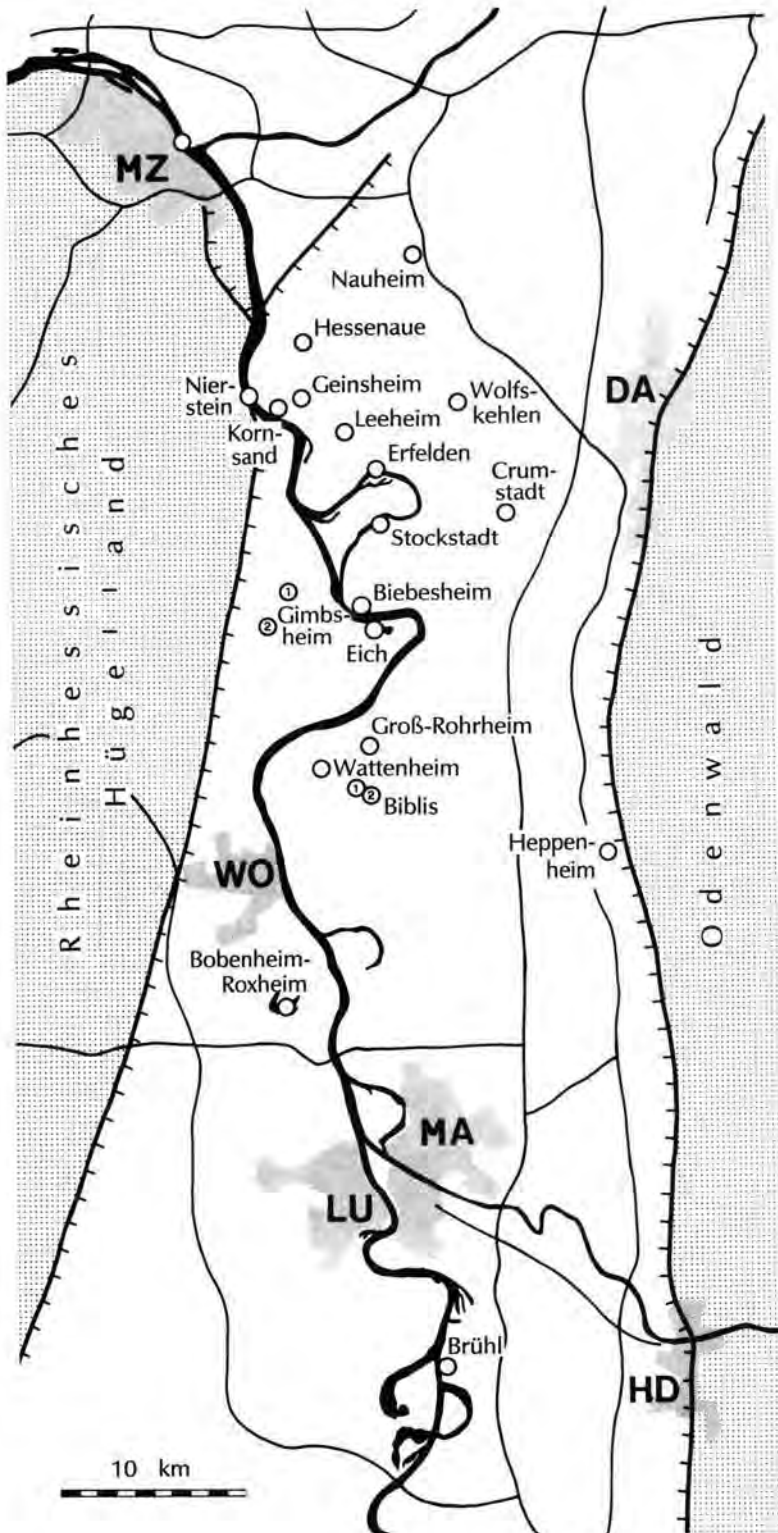 MZ
Nauheim
Hessenaue
Nier-
stein
Geinsheim
Wolfs-
kehlen
DA
Korn-
sand
Leeheim
Erfelden
Crum-
stadt
Stockstadt
Rheinhessisches
Hügelland
1
2
Gimbs-
heim
Biebesheim
Eich
Odenwald
Groß-Rohrheim
Wattenheim
1
2
Biblis
Heppen-
heim
WO
Bobenheim-
Roxheim
MA
LU
Brühl
HD
10 km